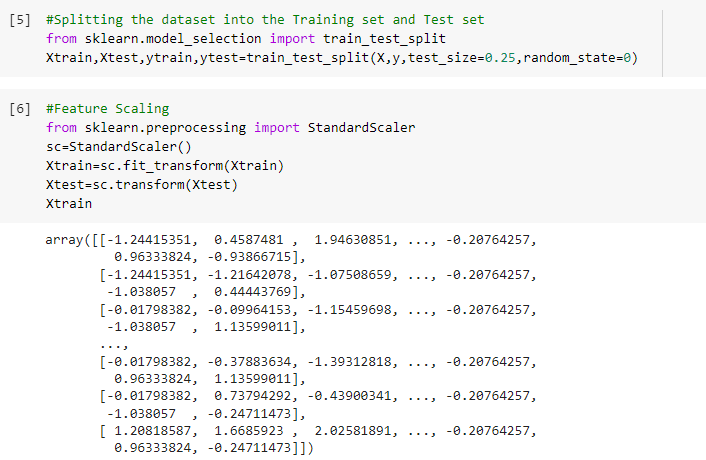 [5] #Splitting the dataset into the Training set and Test set
from sklearn.model_selection import train_test_split
Xtrain,Xtest,ytrain,ytest=train_test_split(X,y,test_size=0.25,random_state=0)
[6] #Feature Scaling
from sklearn.preprocessing import StandardScaler
sc=StandardScaler()
Xtrain=sc.fit_transform(Xtrain)
Xtest=sc.transform(Xtest)
Xtrain
array([[-1.24415351,  0.4587481 ,  1.94630851, ..., -0.20764257,
         0.96333824, -0.93866715],
       [-1.24415351, -1.21642078, -1.07508659, ..., -0.20764257,
        -1.038057  ,  0.44443769],
       [-0.01798382, -0.09964153, -1.15459698, ..., -0.20764257,
        -1.038057  ,  1.13599011],
       ...,
       [-0.01798382, -0.37883634, -1.39312818, ..., -0.20764257,
         0.96333824,  1.13599011],
       [-0.01798382,  0.73794292, -0.43900341, ..., -0.20764257,
        -1.038057  , -0.24711473],
       [ 1.20818587,  1.6685923 ,  2.02581891, ..., -0.20764257,
         0.96333824, -0.24711473]])